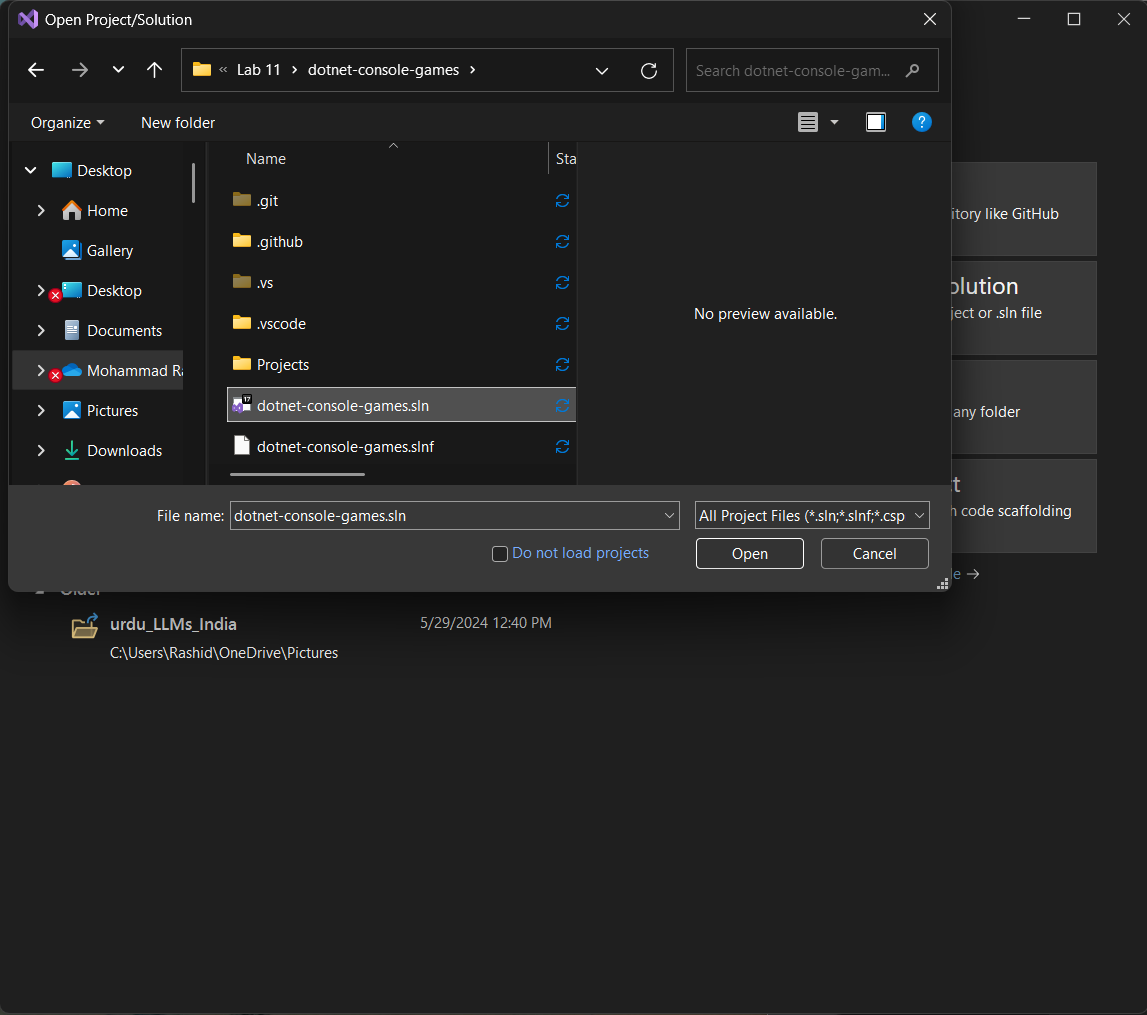 Open Project/Solution
« Lab 11 › dotnet-console-games ›
Search dotnet-console-gam...
Organize
New folder
?
Desktop
Home
Gallery
Desktop
Documents
Mohammad Ra
Pictures
Downloads
Name
Sta
.git
.github
.vs
.vscode
Projects
17
dotnet-console-games.sln
dotnet-console-games.slnf
No preview available.
File name:
dotnet-console-games.sln
All Project Files (*.sln;*.slnf;*.csp
Do not load projects
Open
Cancel
itory like GitHub
olution
ject or .sln file
any folder
t
h code scaffolding
e →
Older
urdu_LLMs_India
5/29/2024 12:40 PM
C:\Users\Rashid\OneDrive\Pictures